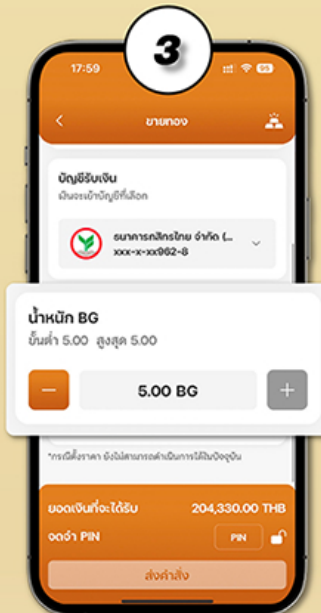 3
17:59
95
ขายทอง
บัญชีรับเงิน
เงินจะเข้าบัญชีที่เลือก
ธนาคารกสิกรไทย จำกัด (...
xxx-x-xx962-8
น้ำหนัก BG
ขั้นต่ำ 5.00 สูงสุด 5.00
− 5.00 BG +
*กรณีตั้งราคา ยังไม่สามารถดำเนินการได้ในปัจจุบัน
ยอดเงินที่จะได้รับ 204,330.00 THB
จดจำ PIN PIN
ส่งคำสั่ง